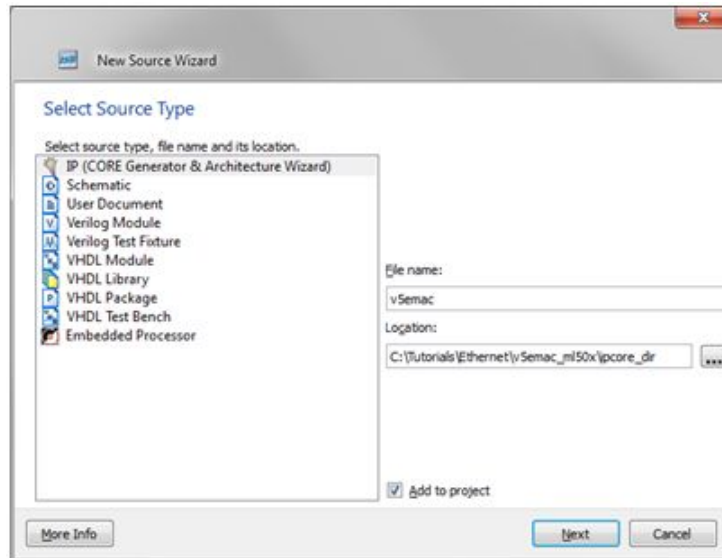 New Source Wizard
Select Source Type
Select source type, file name and its location.
IP (CORE Generator & Architecture Wizard)
Schematic
User Document
Verilog Module
Verilog Test Fixture
VHDL Module
VHDL Library
VHDL Package
VHDL Test Bench
Embedded Processor
File name:
v5emac
Location:
C:\Tutorials\Ethernet\v5emac_ml50x\ipcore_dir
...
Add to project
More Info
Next
Cancel